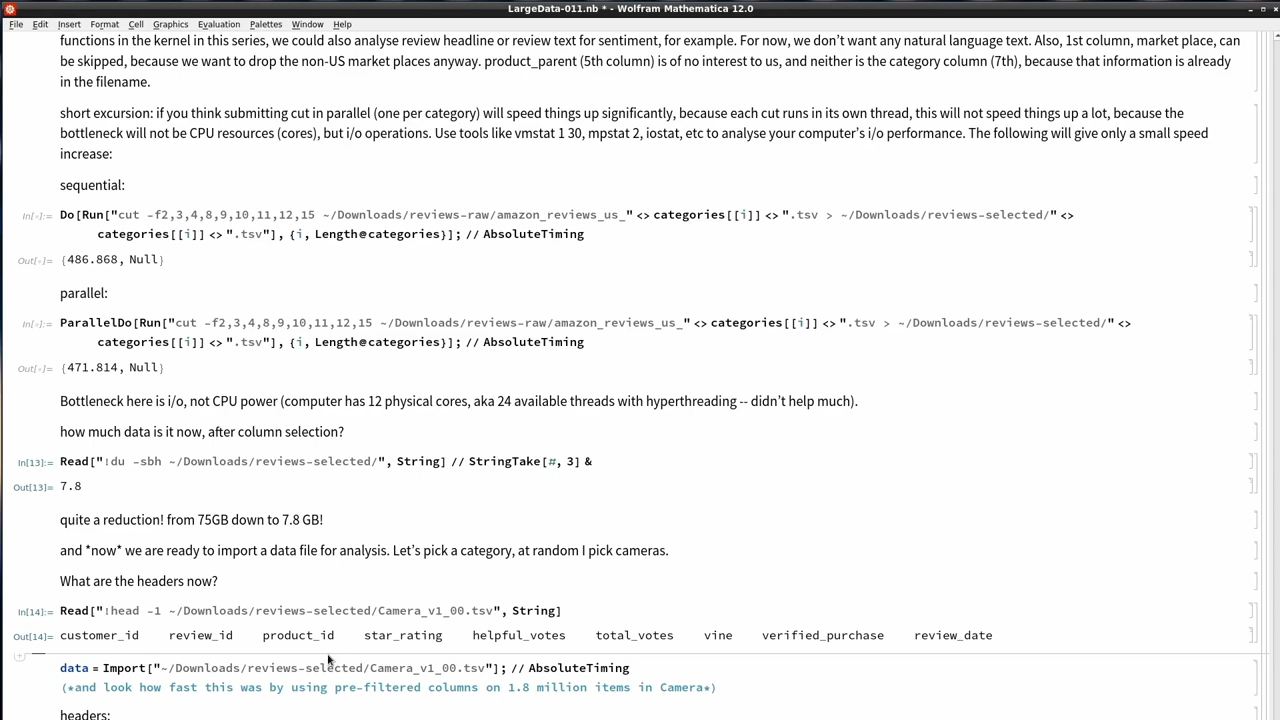 LargeData-011.nb * - Wolfram Mathematica 12.0
File Edit Insert Format Cell Graphics Evaluation Palettes Window Help
functions in the kernel in this series, we could also analyse review headline or review text for sentiment, for example. For now, we don't want any natural language text. Also, 1st column, market place, can
be skipped, because we want to drop the non-US market places anyway. product_parent (5th column) is of no interest to us, and neither is the category column (7th), because that information is already
in the filename.
short excursion: if you think submitting cut in parallel (one per category) will speed things up significantly, because each cut runs in its own thread, this will not speed things up a lot, because the
bottleneck will not be CPU resources (cores), but i/o operations. Use tools like vmstat 1 30, mpstat 2, iostat, etc to analyse your computer's i/o performance. The following will give only a small speed
increase:
sequential:
In[◦]:= Do[Run["cut -f2,3,4,8,9,10,11,12,15 ~/Downloads/reviews-raw/amazon_reviews_us_" <> categories[[i]] <> ".tsv > ~/Downloads/reviews-selected/" <>
categories[[i]] <> ".tsv"], {i, Length@categories}]; // AbsoluteTiming
Out[◦]= {486.868, Null}
parallel:
In[◦]:= ParallelDo[Run["cut -f2,3,4,8,9,10,11,12,15 ~/Downloads/reviews-raw/amazon_reviews_us_" <> categories[[i]] <> ".tsv > ~/Downloads/reviews-selected/" <>
categories[[i]] <> ".tsv"], {i, Length@categories}]; // AbsoluteTiming
Out[◦]= {471.814, Null}
Bottleneck here is i/o, not CPU power (computer has 12 physical cores, aka 24 available threads with hyperthreading -- didn't help much).
how much data is it now, after column selection?
In[13]:= Read["!du -sbh ~/Downloads/reviews-selected/", String] // StringTake[#, 3] &
Out[13]= 7.8
quite a reduction! from 75GB down to 7.8 GB!
and *now* we are ready to import a data file for analysis. Let's pick a category, at random I pick cameras.
What are the headers now?
In[14]:= Read["!head -1 ~/Downloads/reviews-selected/Camera_v1_00.tsv", String]
Out[14]= customer_id review_id product_id star_rating helpful_votes total_votes vine verified_purchase review_date
data = Import["~/Downloads/reviews-selected/Camera_v1_00.tsv"]; // AbsoluteTiming
(*and look how fast this was by using pre-filtered columns on 1.8 million items in Camera*)
headers: